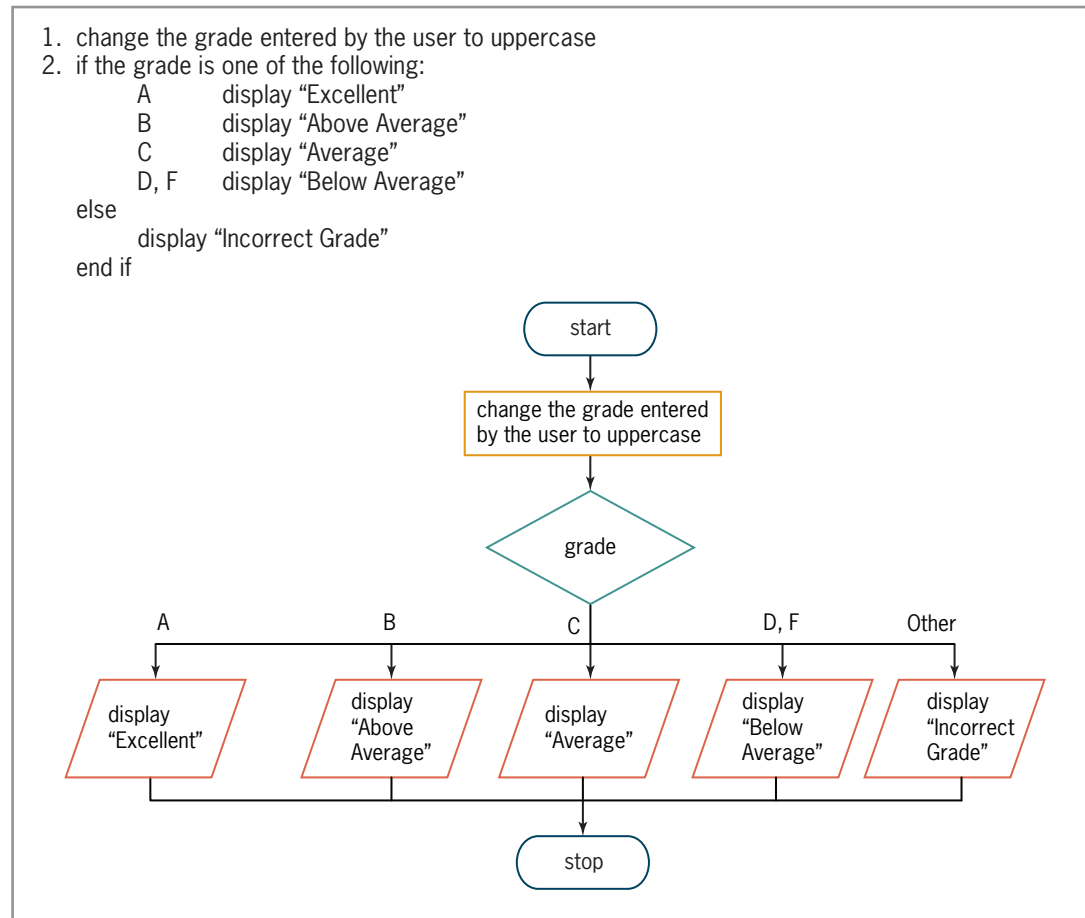 1. change the grade entered by the user to uppercase
2. if the grade is one of the following:
A display “Excellent”
B display “Above Average”
C display “Average”
D, F display “Below Average”
else
display “Incorrect Grade”
end if
start
change the grade entered
by the user to uppercase
grade
A
B
C
D, F
Other
display
“Excellent”
display
“Above
Average”
display
“Average”
display
“Below
Average”
display
“Incorrect
Grade”
stop